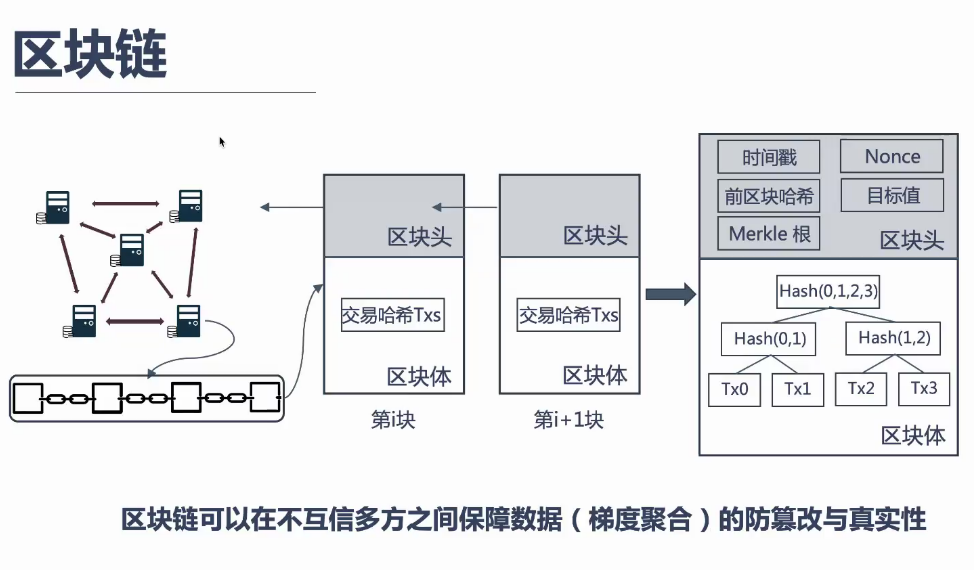 区块链
时间戳
Nonce
前区块哈希
目标值
Merkle 根
区块头
区块头
区块头
Hash(0,1,2,3)
交易哈希Txs
交易哈希Txs
Hash(0,1)
Hash(1,2)
区块体
区块体
Tx0
Tx1
Tx2
Tx3
第i块
第i+1块
区块体
区块链可以在不互信多方之间保障数据（梯度聚合）的防篡改与真实性